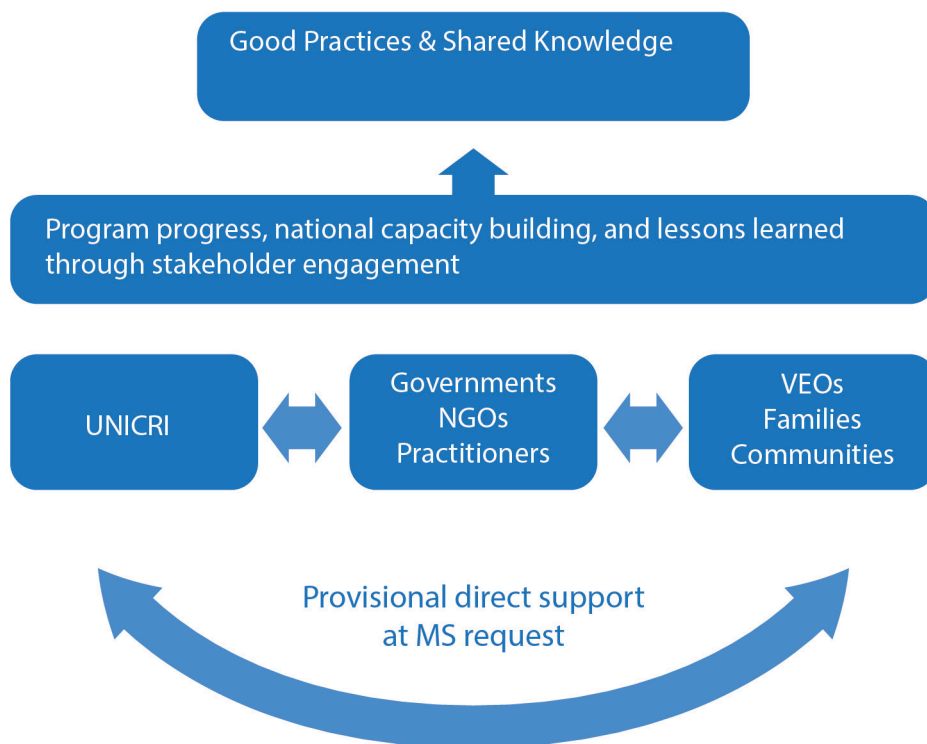 Good Practices & Shared Knowledge
Program progress, national capacity building, and lessons learned
through stakeholder engagement
UNICRI
Governments
NGOs
Practitioners
VEOs
Families
Communities
Provisional direct support
at MS request